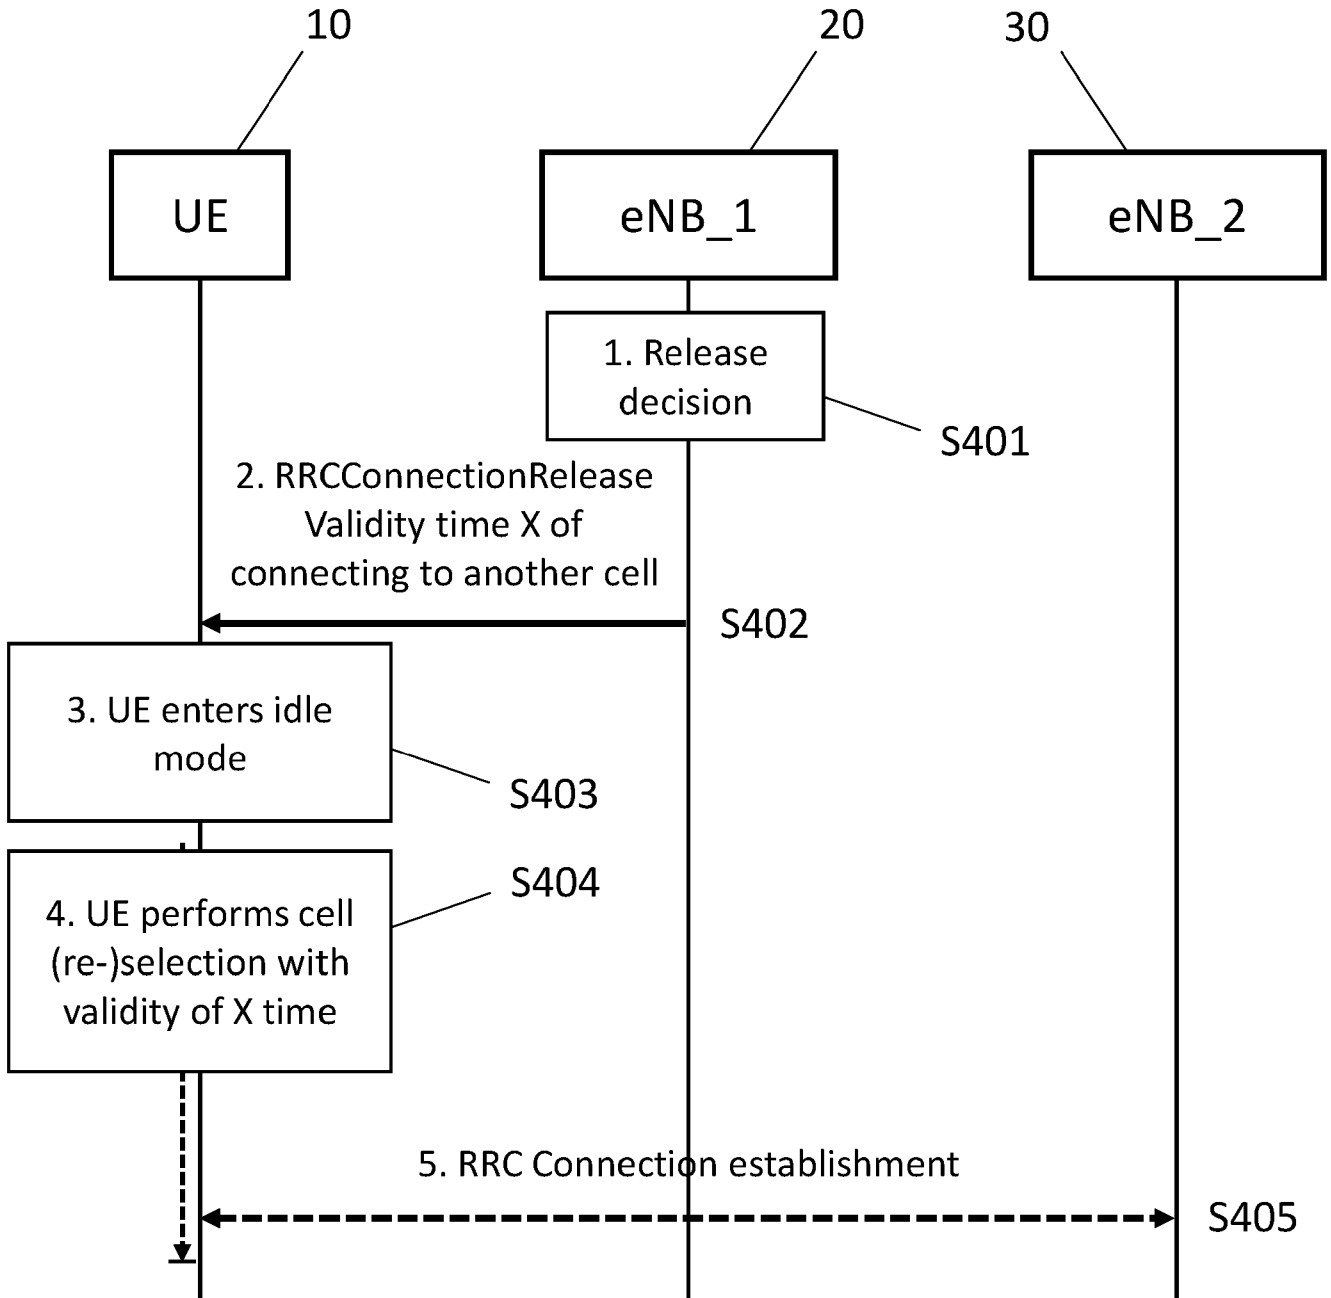 10
20
30
UE
eNB_1
eNB_2
1. Release
decision
S401
2. RRCConnectionRelease
Validity time X of
connecting to another cell
S402
3. UE enters idle
mode
S403
S404
4. UE performs cell
(re-)selection with
validity of X time
5. RRC Connection establishment
S405